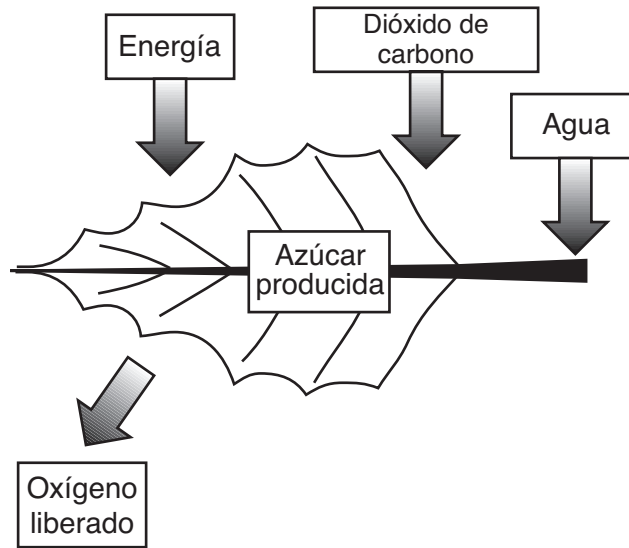 Energía
Dióxido de
carbono
Agua
Azúcar
producida
Oxígeno
liberado